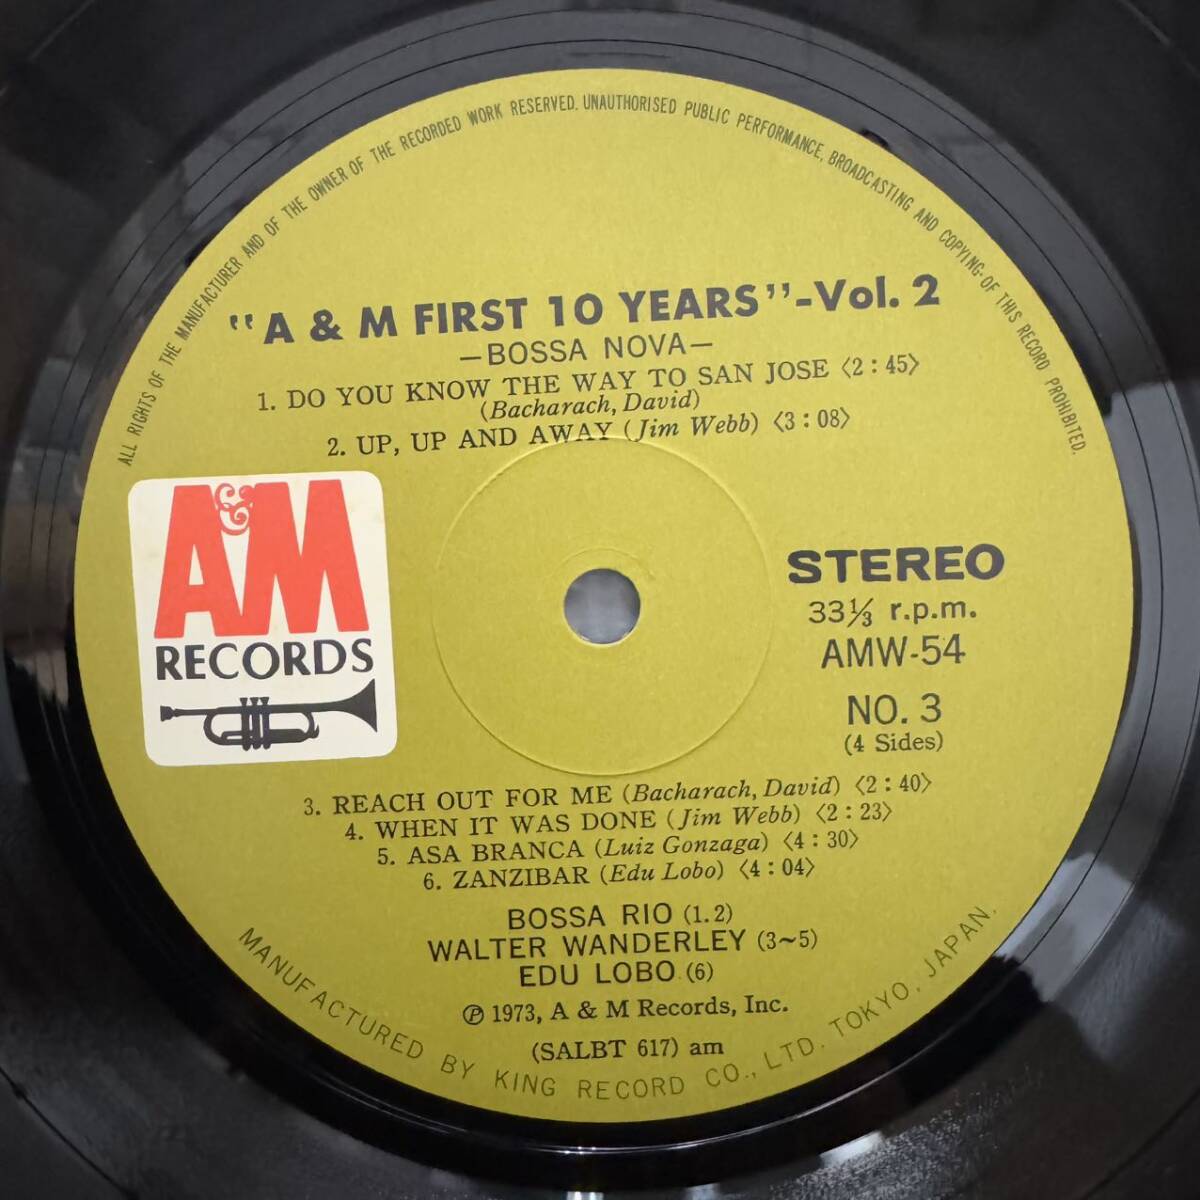 ALL RIGHTS OF THE MANUFACTURER AND OF THE OWNER OF THE RECORDED WORK RESERVED. UNAUTHORISED PUBLIC PERFORMANCE, BROADCASTING AND COPYING OF THIS RECORD PROHIBITED.
"A & M FIRST 10 YEARS"-Vol. 2
—BOSSA NOVA—
1. DO YOU KNOW THE WAY TO SAN JOSE ⟨2:45⟩
(Bacharach, David)
2. UP, UP AND AWAY (Jim Webb) ⟨3:08⟩
A&M
RECORDS
STEREO
33⅓ r.p.m.
AMW-54
NO. 3
(4 Sides)
3. REACH OUT FOR ME (Bacharach, David) ⟨2:40⟩
4. WHEN IT WAS DONE (Jim Webb) ⟨2:23⟩
5. ASA BRANCA (Luiz Gonzaga) ⟨4:30⟩
6. ZANZIBAR (Edu Lobo) ⟨4:04⟩
BOSSA RIO (1.2)
WALTER WANDERLEY (3~5)
EDU LOBO (6)
℗ 1973, A & M Records, Inc.
(SALBT 617) am
MANUFACTURED BY KING RECORD CO., LTD. TOKYO, JAPAN.